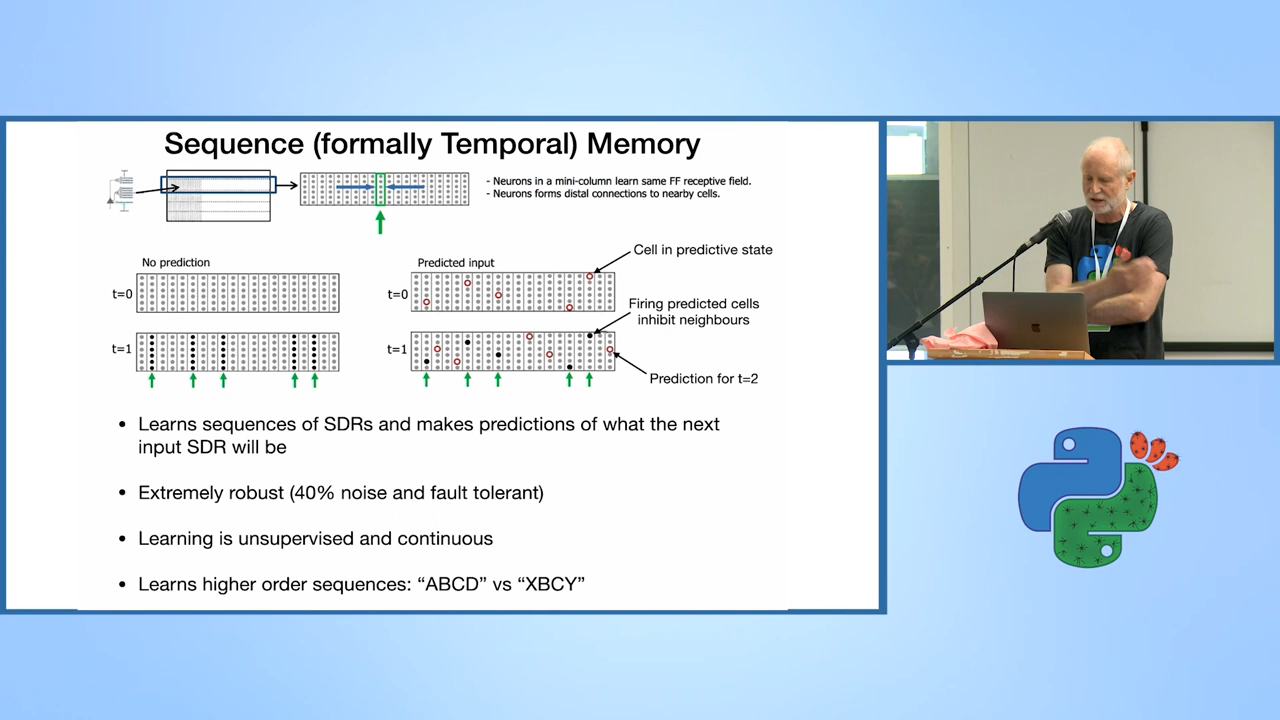 Sequence (formally Temporal) Memory
- Neurons in a mini-column learn same FF receptive field.
- Neurons forms distal connections to nearby cells.
No prediction
t=0
t=1
Predicted input
t=0
t=1
Cell in predictive state
Firing predicted cells
inhibit neighbours
Prediction for t=2
• Learns sequences of SDRs and makes predictions of what the next
input SDR will be
• Extremely robust (40% noise and fault tolerant)
• Learning is unsupervised and continuous
• Learns higher order sequences: “ABCD” vs “XBCY”